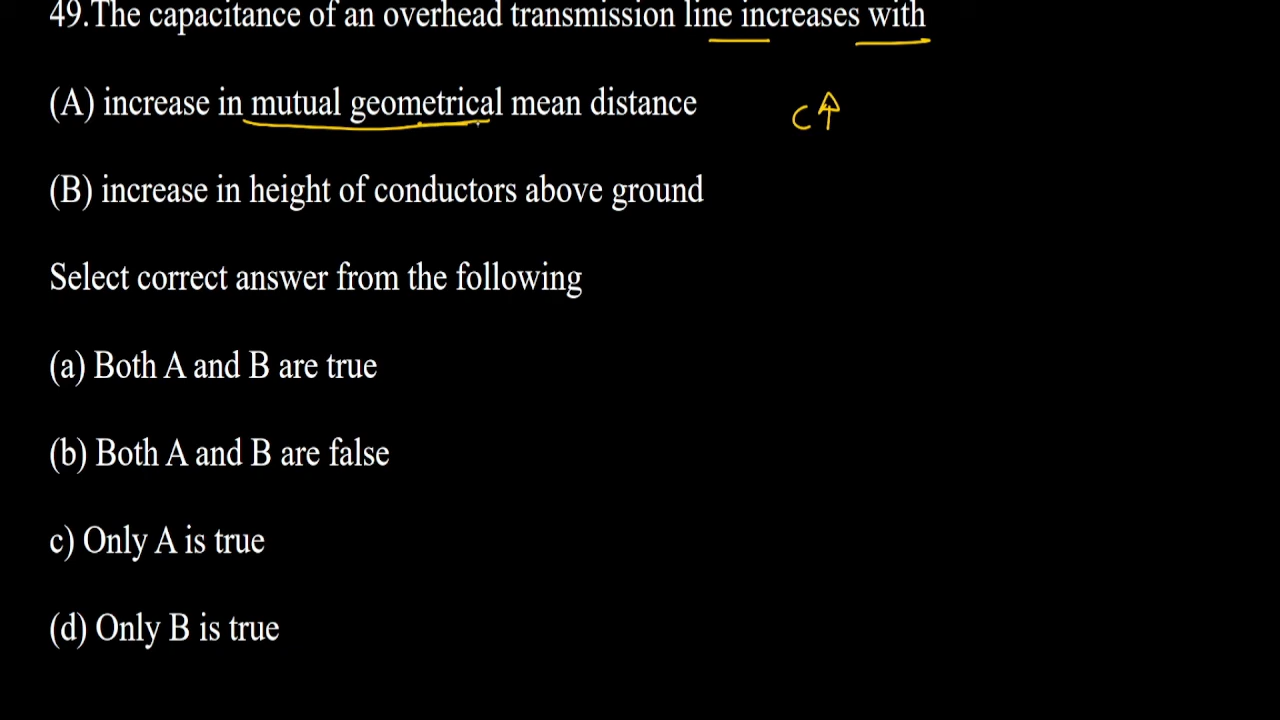 49.The capacitance of an overhead transmission line increases with
(A) increase in mutual geometrical mean distance
C↑
(B) increase in height of conductors above ground
Select correct answer from the following
(a) Both A and B are true
(b) Both A and B are false
c) Only A is true
(d) Only B is true